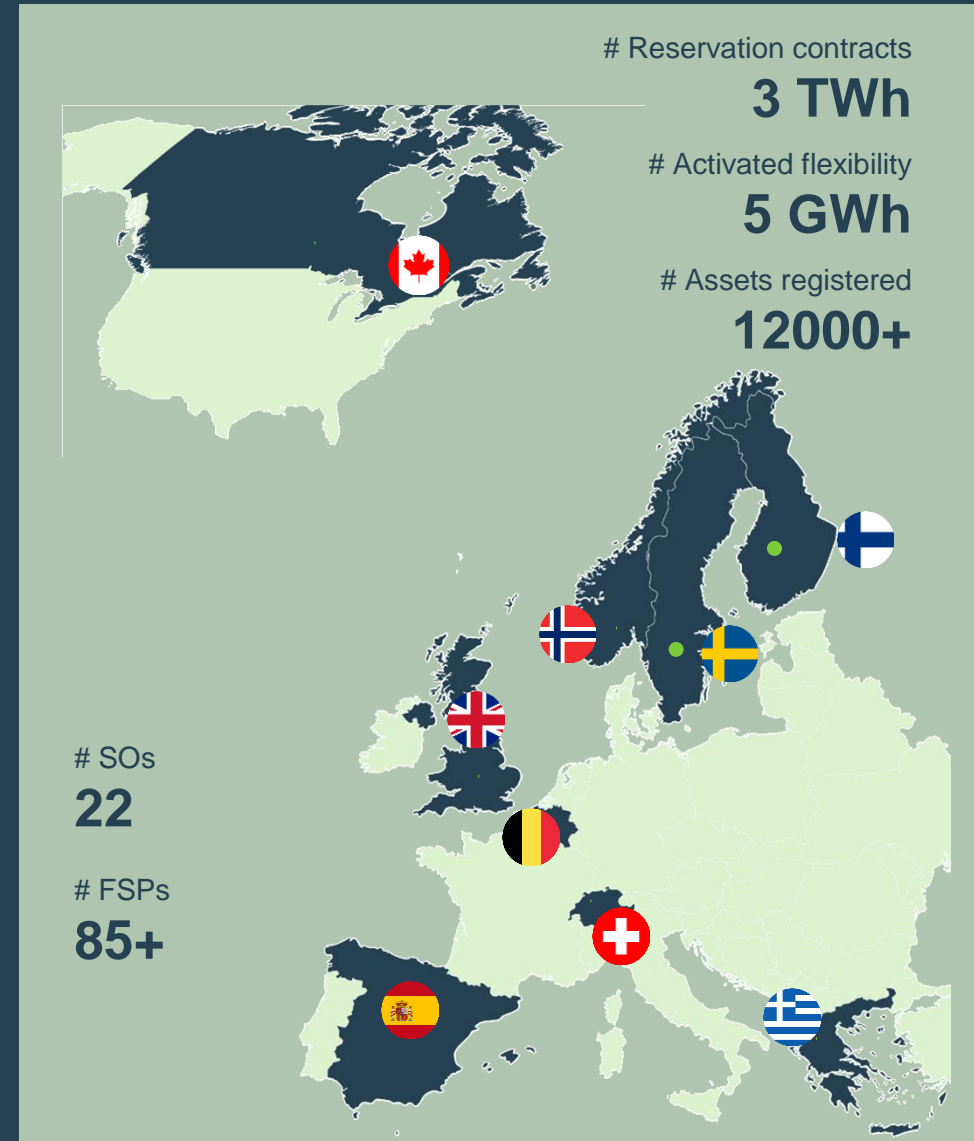 # Reservation contracts
3 TWh
# Activated flexibility
5 GWh
# Assets registered
12000+
# SOs
22
# FSPs
85+